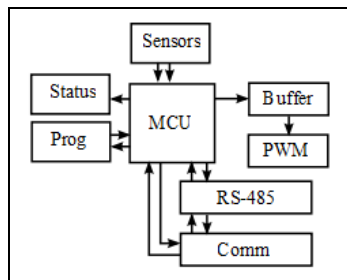 Sensors
Status
Buffer
MCU
Prog
PWM
RS-485
Comm